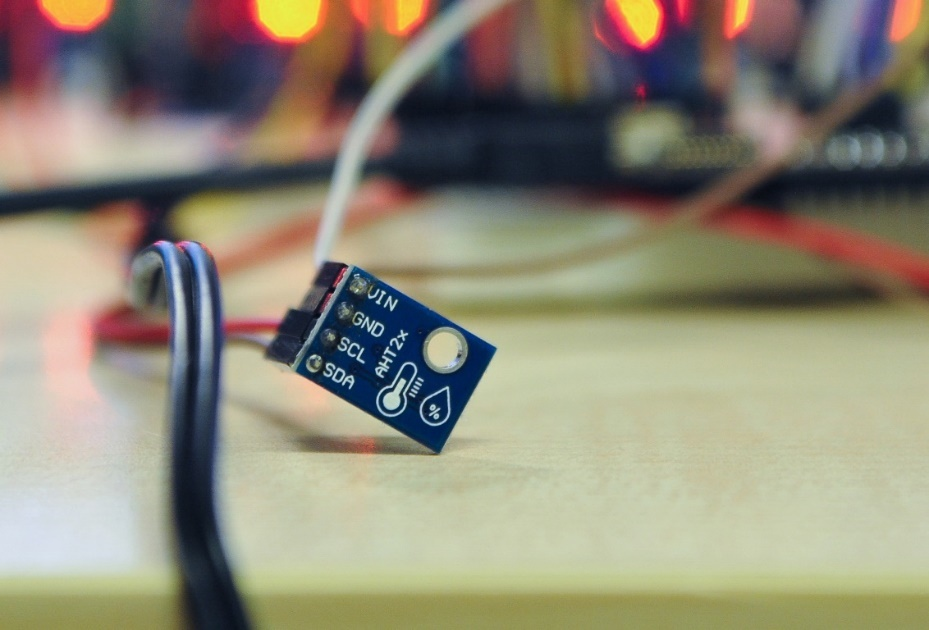 VIN
GND
SCL
SDA
AHT2x
%